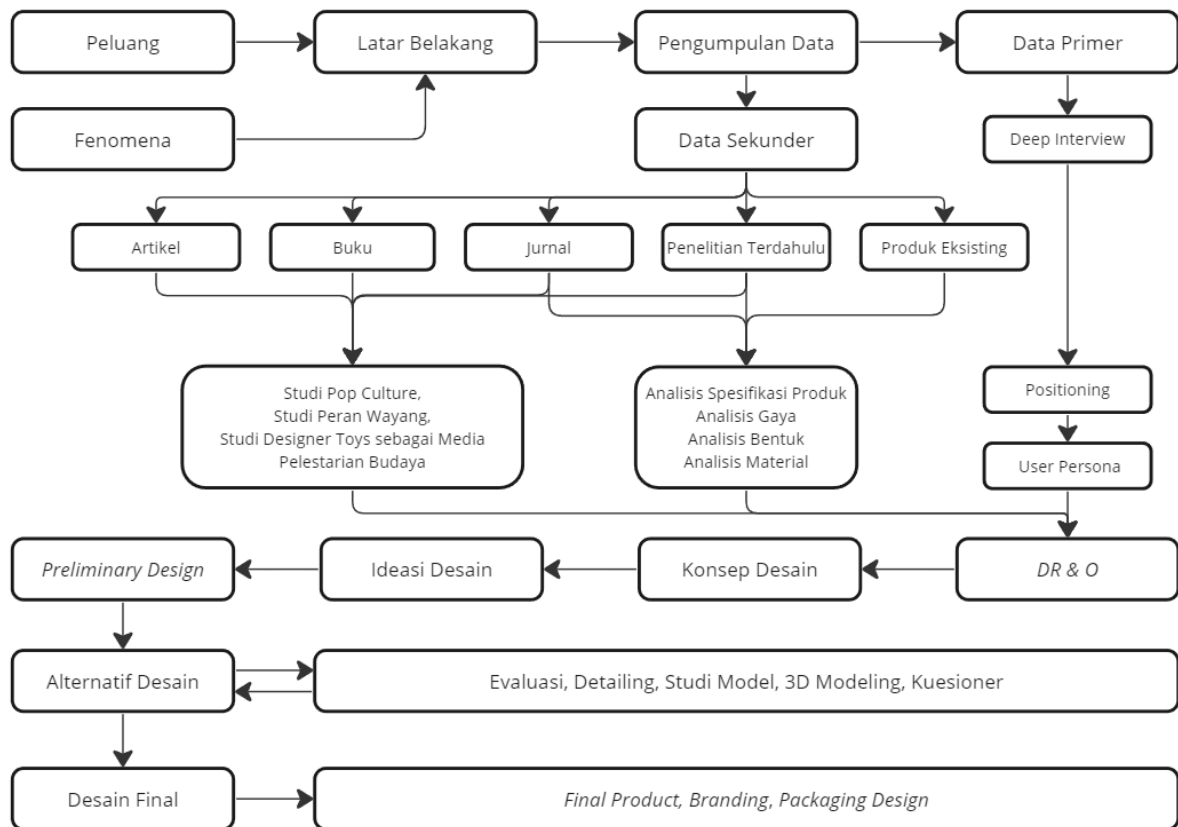 Peluang
Latar Belakang
Pengumpulan Data
Data Primer
Fenomena
Data Sekunder
Deep Interview
Artikel
Buku
Jurnal
Penelitian Terdahulu
Produk Eksisting
Studi Pop Culture,
Studi Peran Wayang,
Studi Designer Toys sebagai Media
Pelestarian Budaya
Analisis Spesifikasi Produk
Analisis Gaya
Analisis Bentuk
Analisis Material
Positioning
User Persona
Preliminary Design
Ideasi Desain
Konsep Desain
DR & O
Alternatif Desain
Evaluasi, Detailing, Studi Model, 3D Modeling, Kuesioner
Desain Final
Final Product, Branding, Packaging Design